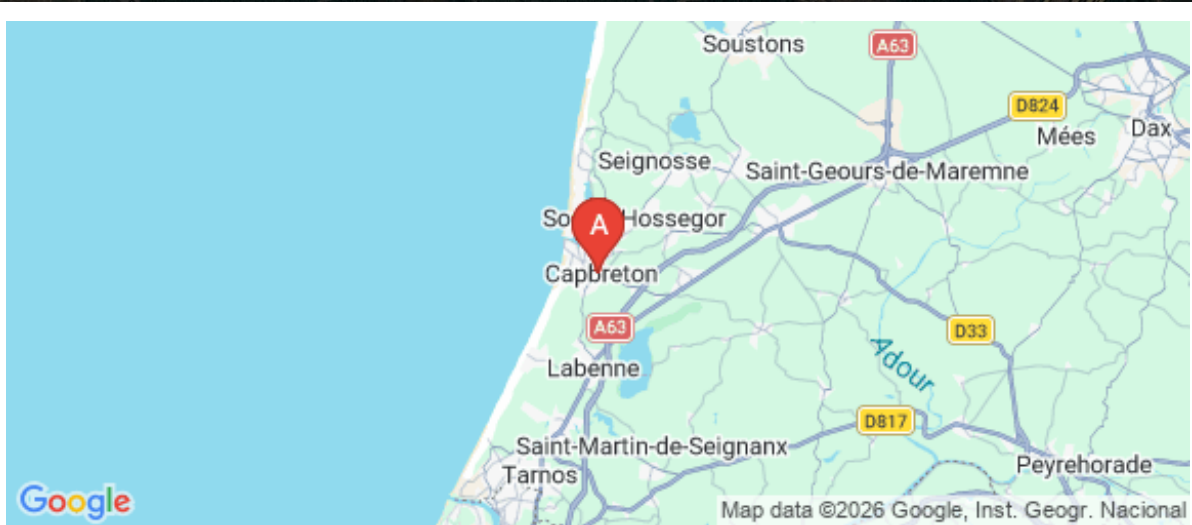 Soustons
A63
D824
Mées
Dax
Seignosse
Saint-Geours-de-Maremne
Hossegor
A
Capbreton
A63
D33
Labenne
Adour
D817
Saint-Martin-de-Seignanx
Tarnos
Peyrehorade
Google
Map data ©2026 Google, Inst. Geogr. Nacional